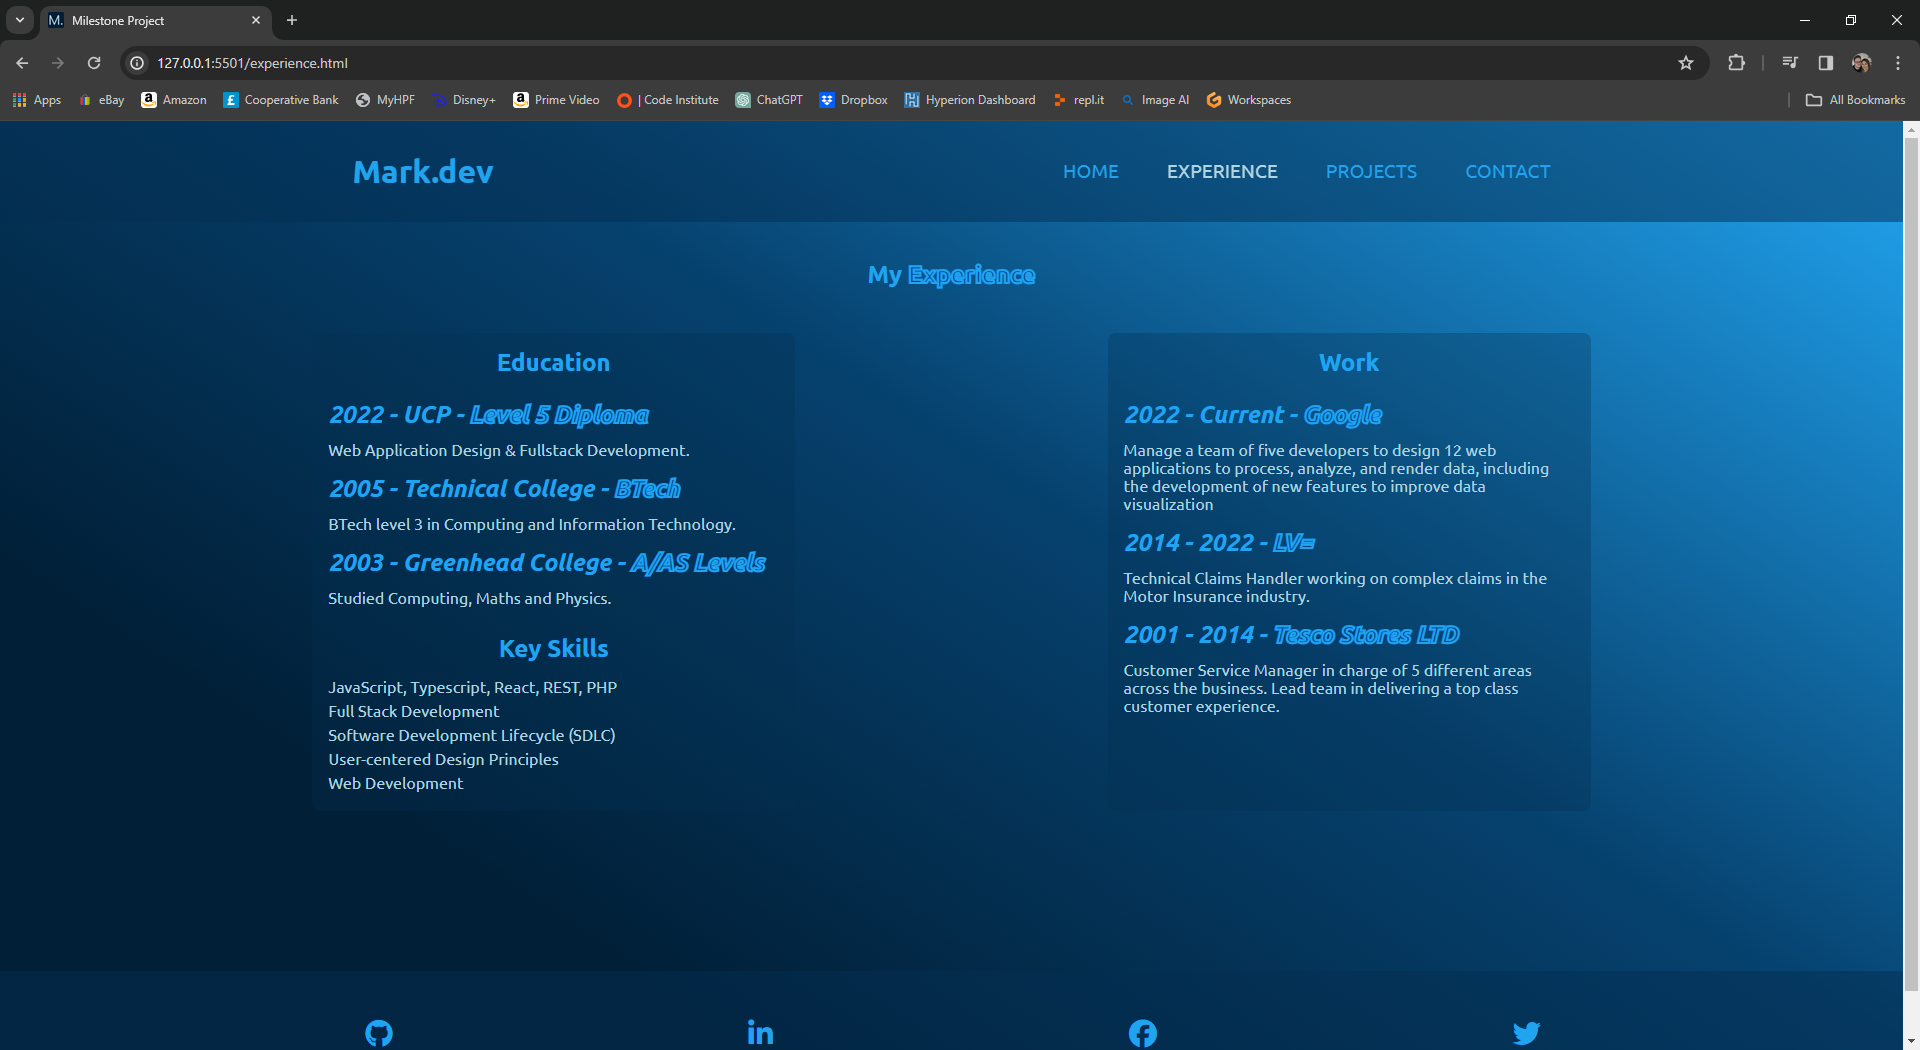 M. Milestone Project
127.0.0.1:5501/experience.html
Apps eBay Amazon Cooperative Bank MyHPF Disney+ Prime Video | Code Institute ChatGPT Dropbox Hyperion Dashboard repl.it Image AI Workspaces All Bookmarks
Mark.dev
HOME EXPERIENCE PROJECTS CONTACT
My Experience
Education
2022 - UCP - Level 5 Diploma
Web Application Design & Fullstack Development.
2005 - Technical College - BTech
BTech level 3 in Computing and Information Technology.
2003 - Greenhead College - A/AS Levels
Studied Computing, Maths and Physics.
Key Skills
JavaScript, Typescript, React, REST, PHP
Full Stack Development
Software Development Lifecycle (SDLC)
User-centered Design Principles
Web Development
Work
2022 - Current - Google
Manage a team of five developers to design 12 web
applications to process, analyze, and render data, including
the development of new features to improve data
visualization
2014 - 2022 - LV=
Technical Claims Handler working on complex claims in the
Motor Insurance industry.
2001 - 2014 - Tesco Stores LTD
Customer Service Manager in charge of 5 different areas
across the business. Lead team in delivering a top class
customer experience.